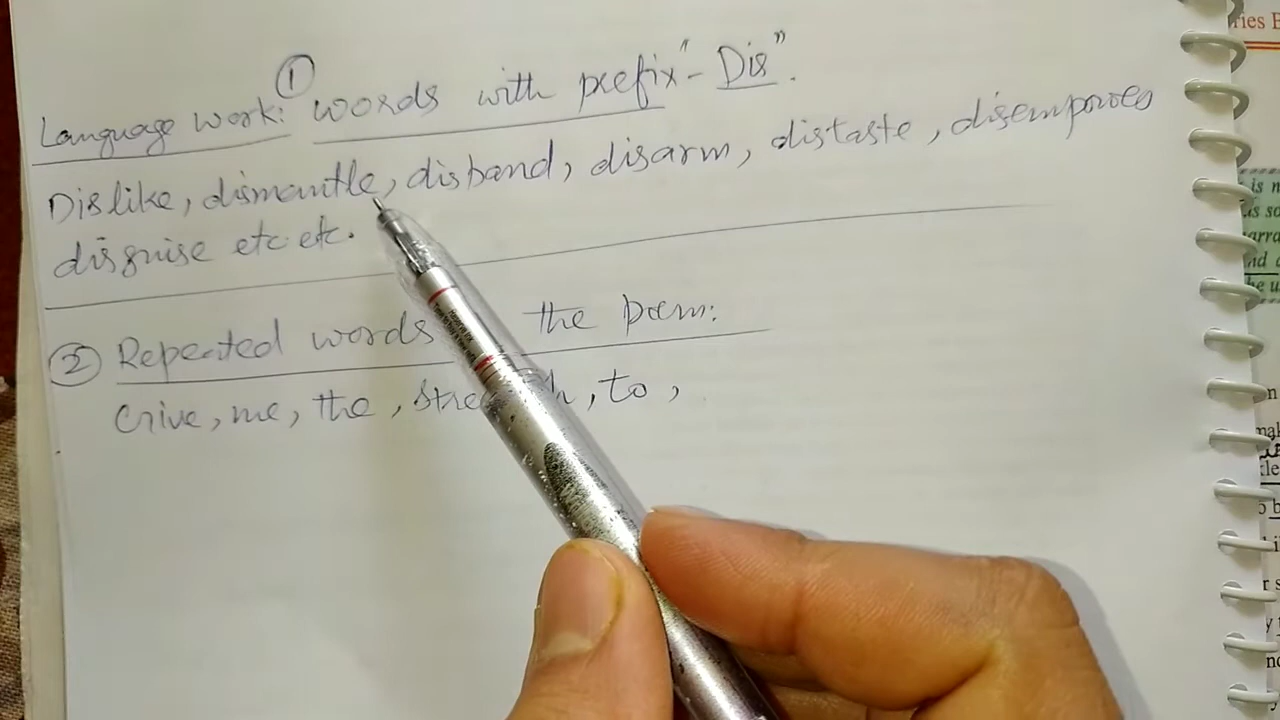 Language work: ① words with prefix "- Dis".
Dislike, dismantle, disband, disarm, distaste, disempowers
disguise etc etc.
② Repeated words the poem:
Give, me, the, to,
ries B